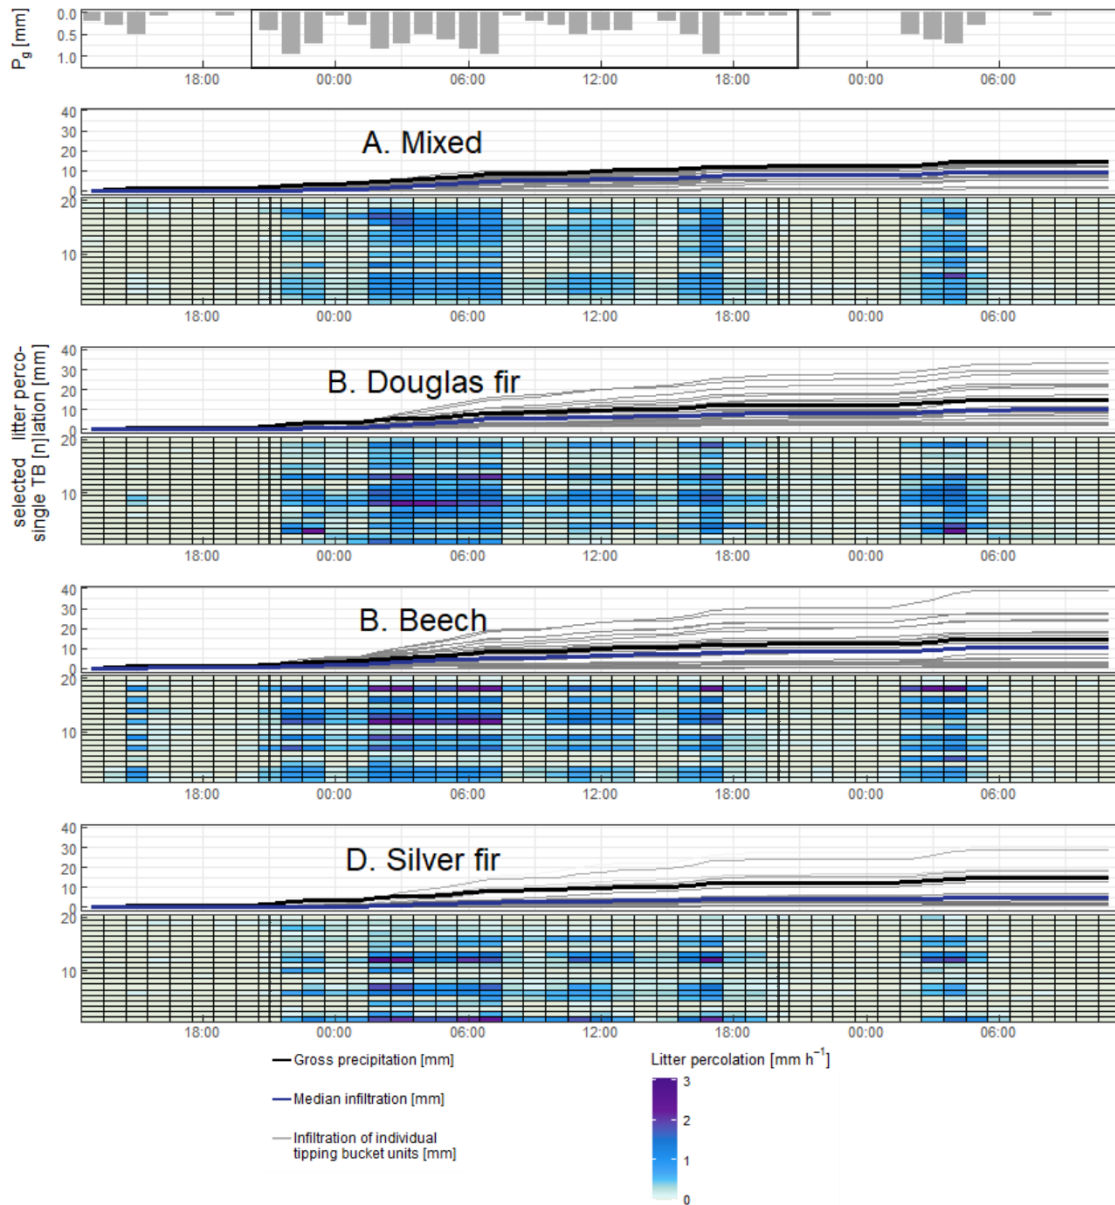 0.0
0.5
1.0
Pg [mm]
18:00 00:00 06:00 12:00 18:00 00:00 06:00
40
30
20
10
0
A. Mixed
20
10
18:00 00:00 06:00 12:00 18:00 00:00 06:00
40
30
20
10
0
B. Douglas fir
20
10
selected litter perco-
single TB [n] lation [mm]
18:00 00:00 06:00 12:00 18:00 00:00 06:00
40
30
20
10
0
B. Beech
20
10
18:00 00:00 06:00 12:00 18:00 00:00 06:00
40
30
20
10
0
D. Silver fir
20
10
18:00 00:00 06:00 12:00 18:00 00:00 06:00
Gross precipitation [mm]
Median infiltration [mm]
Infiltration of individual
tipping bucket units [mm]
Litter percolation [mm h⁻¹]
3
2
1
0